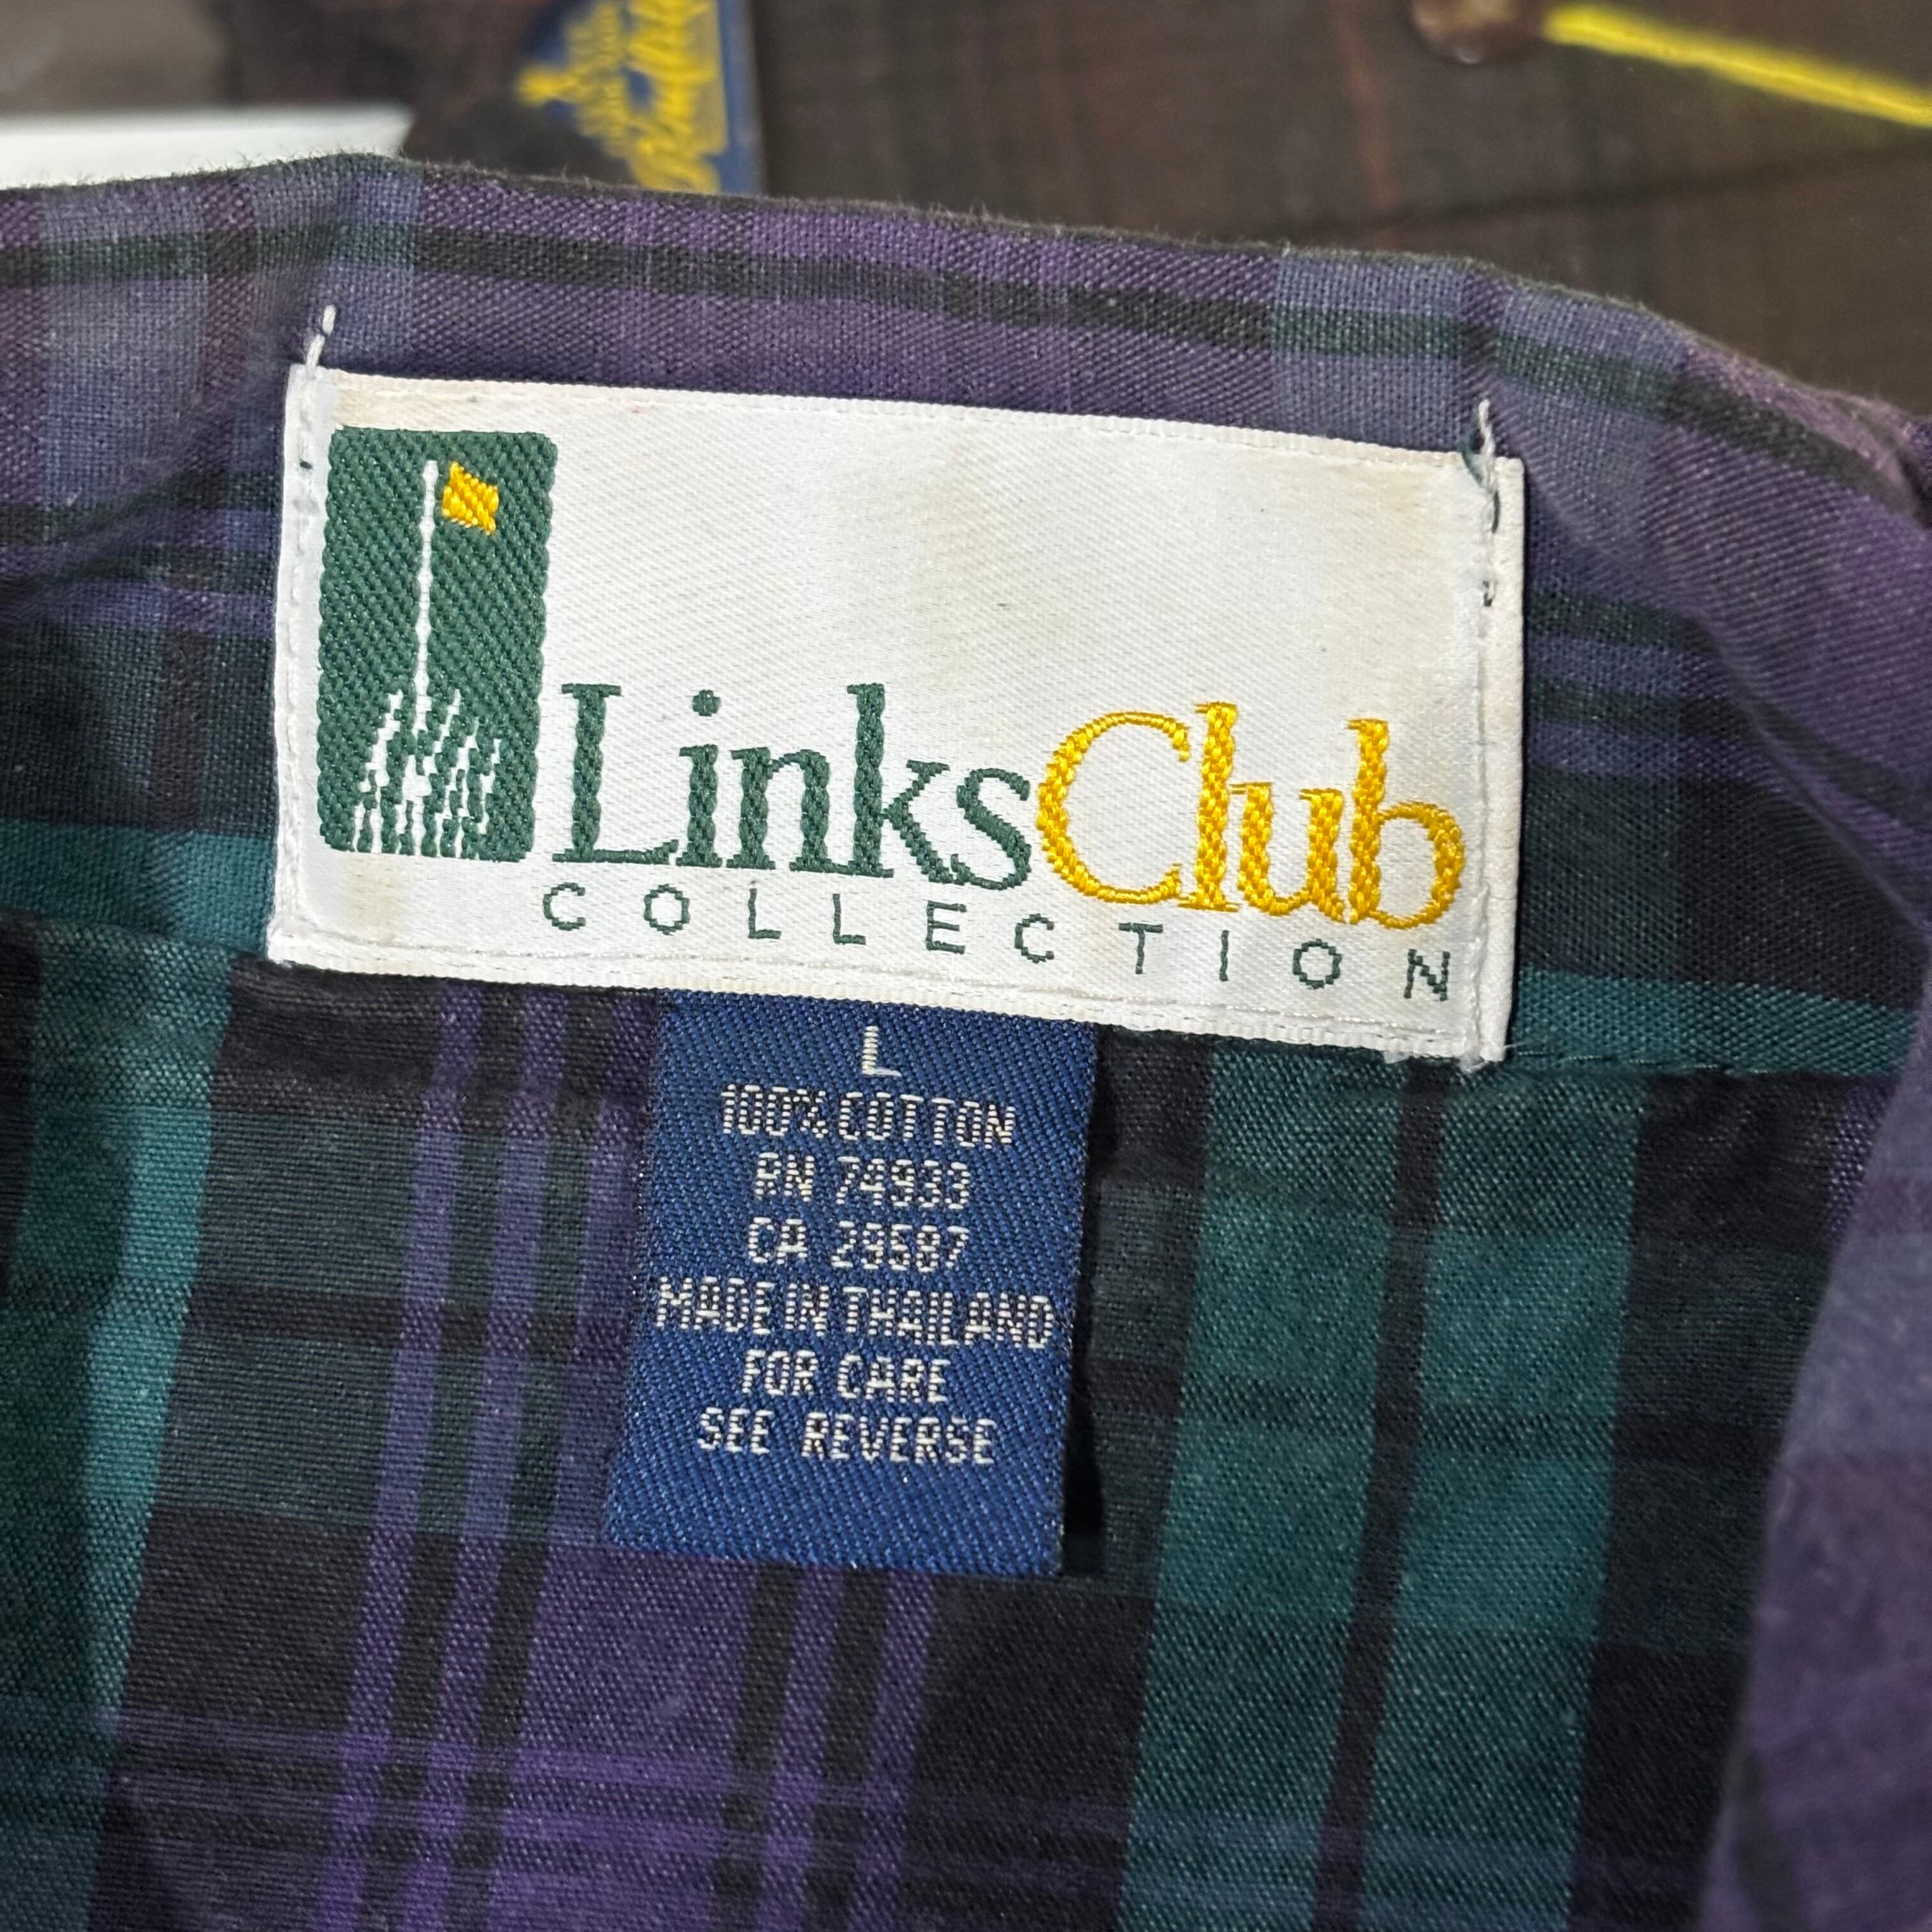 LinksClub
COLLECTION
L
100% COTTON
RN 74933
CA 29587
MADE IN THAILAND
FOR CARE
SEE REVERSE